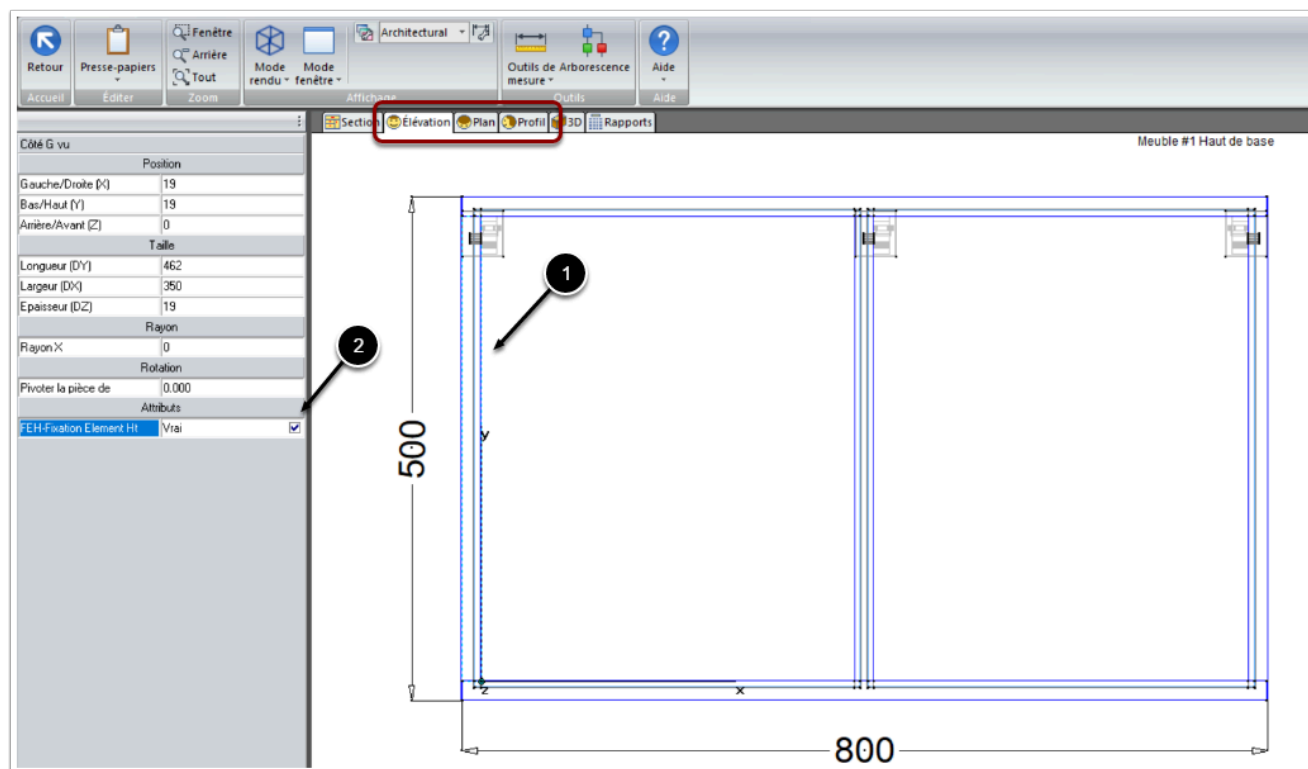 Retour
Accueil
Presse-papiers
Éditer
Fenêtre
Arrière
Tout
Zoom
Mode rendu
Mode fenêtre
Architectural
Affichage
Outils de mesure
Arborescence
Outils
Aide
Aide
Section Élévation Plan Profil 3D Rapports
Meuble #1 Haut de base
Côté G vu
Position
Gauche/Droite (X) 19
Bas/Haut (Y) 19
Arrière/Avant (Z) 0
Taille
Longueur (DY) 462
Largeur (DX) 350
Epaisseur (DZ) 19
Rayon
Rayon X 0
Rotation
Pivoter la pièce de 0.000
Attributs
FEH-Fixation Element Ht Vrai
1
2
500
y
z
x
800